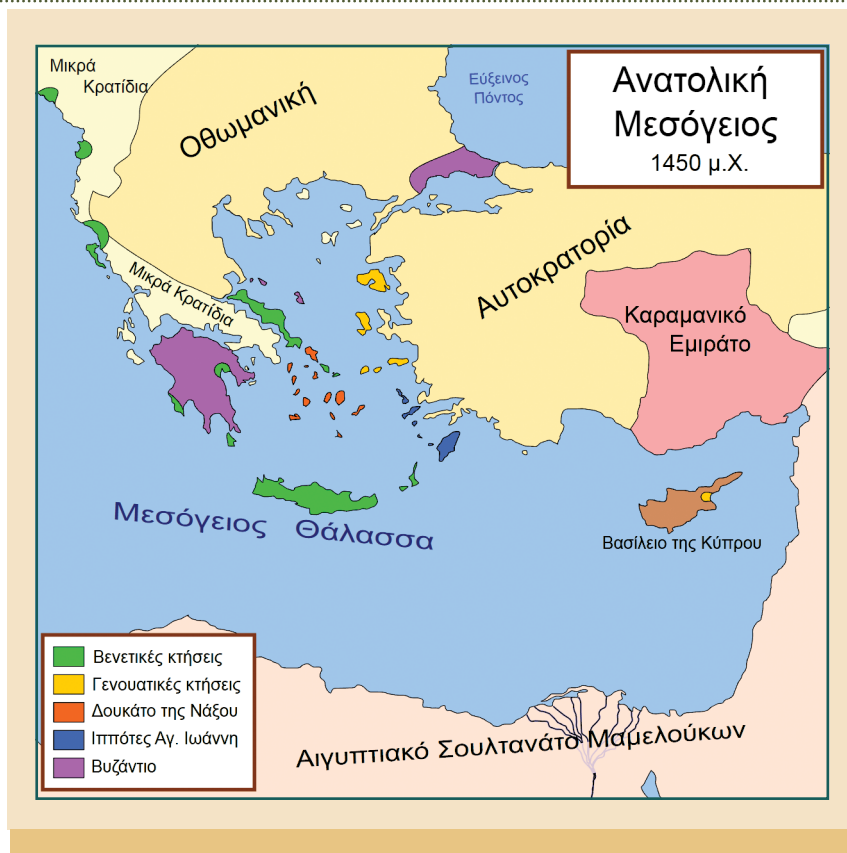 Μικρά
Κρατίδια
Οθωμανική
Εύξεινος
Πόντος
Ανατολική
Μεσόγειος
1450 μ.Χ.
Αυτοκρατορία
Μικρά Κρατίδια
Καραμανικό
Εμιράτο
Μεσόγειος Θάλασσα
Βασίλειο της Κύπρου
Βενετικές κτήσεις
Γενουατικές κτήσεις
Δουκάτο της Νάξου
Ιππότες Αγ. Ιωάννη
Βυζάντιο
Αιγυπτιακό Σουλτανάτο Μαμελούκων